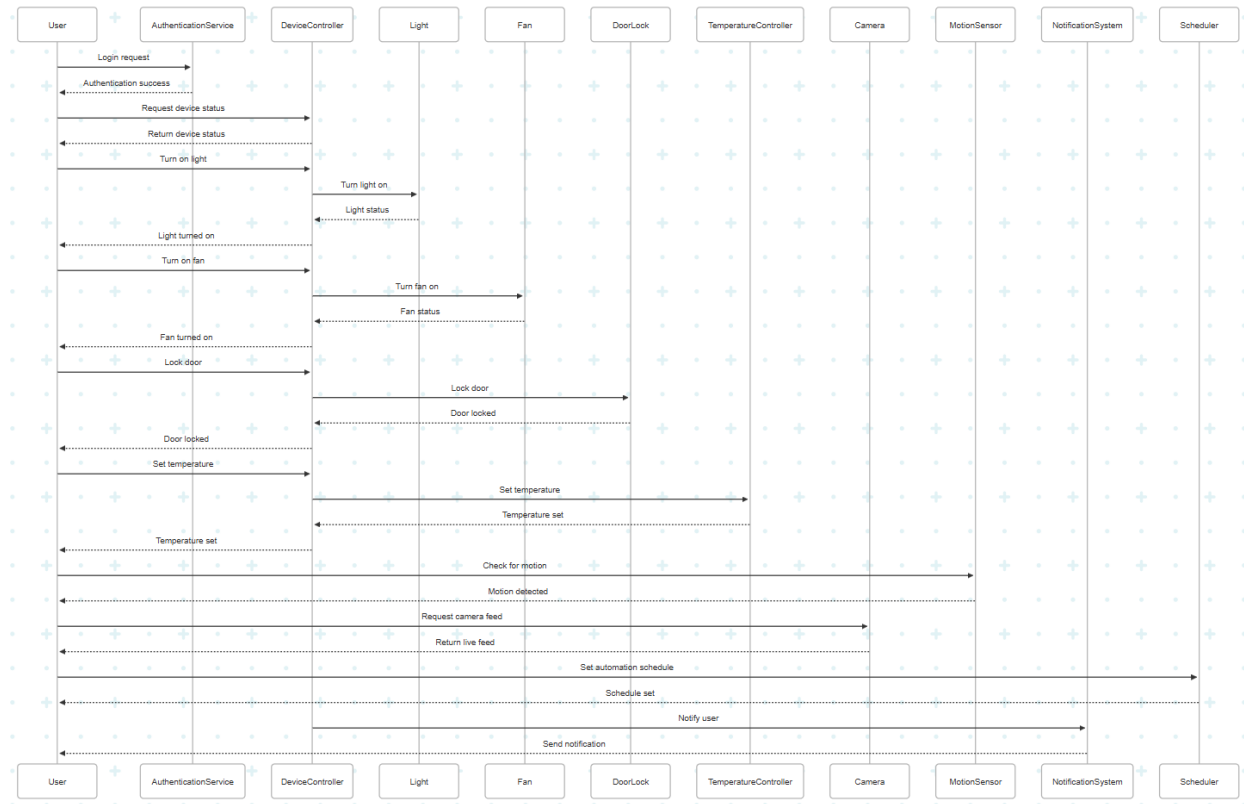 User
AuthenticationService
DeviceController
Light
Fan
DoorLock
TemperatureController
Camera
MotionSensor
NotificationSystem
Scheduler
Login request
Authentication success
Request device status
Return device status
Turn on light
Turn light on
Light status
Light turned on
Turn on fan
Turn fan on
Fan status
Fan turned on
Lock door
Lock door
Door locked
Door locked
Set temperature
Set temperature
Temperature set
Temperature set
Check for motion
Motion detected
Request camera feed
Return live feed
Set automation schedule
Schedule set
Notify user
Send notification
User
AuthenticationService
DeviceController
Light
Fan
DoorLock
TemperatureController
Camera
MotionSensor
NotificationSystem
Scheduler